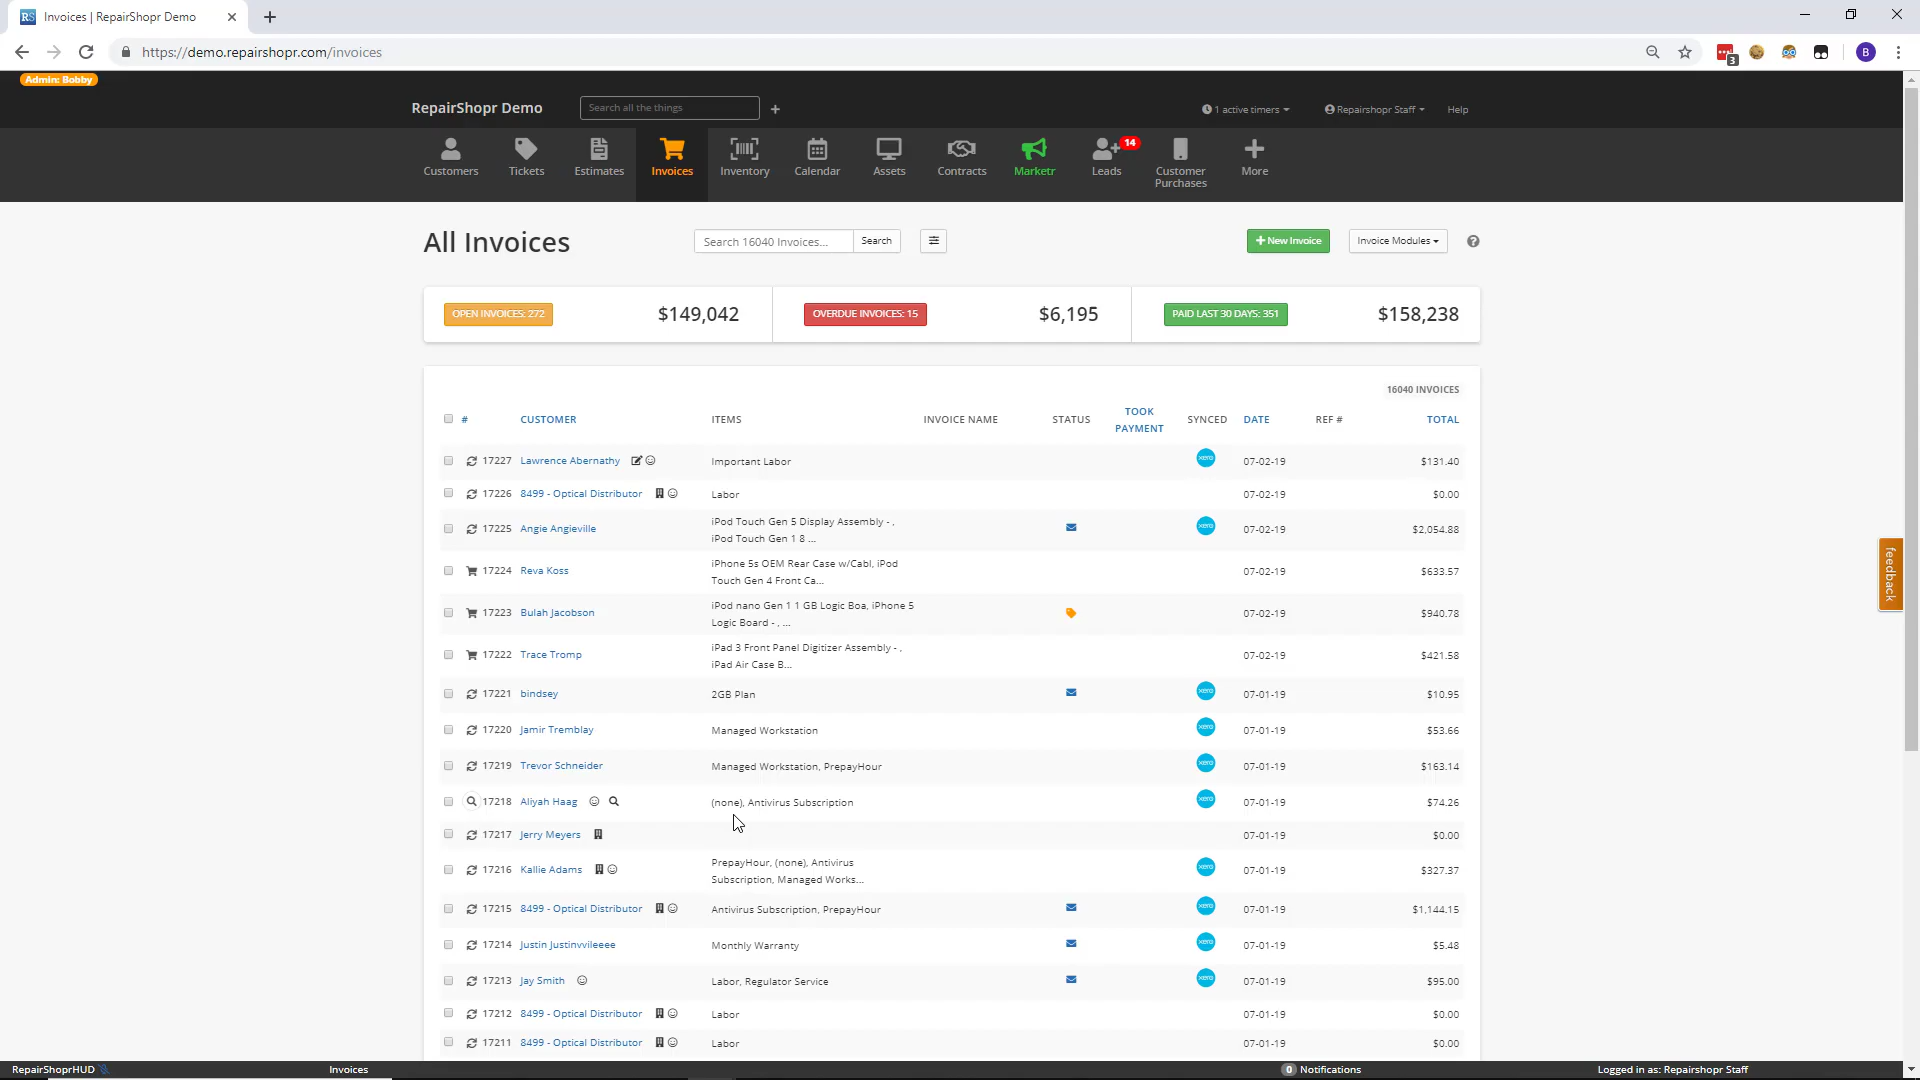 Invoices | RepairShopr Demo
https://demo.repairshopr.com/invoices
3
B
Admin: Bobby
RepairShopr Demo
Search all the things
1 active timers
Repairshopr Staff
Help
Customers
Tickets
Estimates
Invoices
Inventory
Calendar
Assets
Contracts
Marketr
Leads
14
Customer
Purchases
More
All Invoices
Search 16040 Invoices...
Search
New Invoice
Invoice Modules
OPEN INVOICES: 272
$149,042
OVERDUE INVOICES: 15
$6,195
PAID LAST 30 DAYS: 351
$158,238
16040 INVOICES
# CUSTOMER ITEMS INVOICE NAME STATUS TOOK PAYMENT SYNCED DATE REF # TOTAL
17227 Lawrence Abernathy Important Labor xero 07-02-19 $131.40
17226 8499 - Optical Distributor Labor 07-02-19 $0.00
17225 Angie Angieville iPod Touch Gen 5 Display Assembly - , xero 07-02-19 $2,054.88
iPod Touch Gen 1 8 ...
17224 Reva Koss iPhone 5s OEM Rear Case w/Cabl, iPod 07-02-19 $633.57
Touch Gen 4 Front Ca...
17223 Bulah Jacobson iPod nano Gen 1 1 GB Logic Boa, iPhone 5 07-02-19 $940.78
Logic Board - , ...
17222 Trace Tromp iPad 3 Front Panel Digitizer Assembly - , 07-02-19 $421.58
iPad Air Case B...
17221 bindsey 2GB Plan xero 07-01-19 $10.95
17220 Jamir Tremblay Managed Workstation xero 07-01-19 $53.66
17219 Trevor Schneider Managed Workstation, PrepayHour xero 07-01-19 $163.14
17218 Aliyah Haag (none), Antivirus Subscription xero 07-01-19 $74.26
17217 Jerry Meyers 07-01-19 $0.00
17216 Kallie Adams PrepayHour, (none), Antivirus xero 07-01-19 $327.37
Subscription, Managed Works...
17215 8499 - Optical Distributor Antivirus Subscription, PrepayHour xero 07-01-19 $1,144.15
17214 Justin Justinvvileeee Monthly Warranty xero 07-01-19 $5.48
17213 Jay Smith Labor, Regulator Service xero 07-01-19 $95.00
17212 8499 - Optical Distributor Labor 07-01-19 $0.00
17211 8499 - Optical Distributor Labor 07-01-19 $0.00
feedback
RepairShoprHUD
Invoices
0 Notifications
Logged in as: Repairshopr Staff